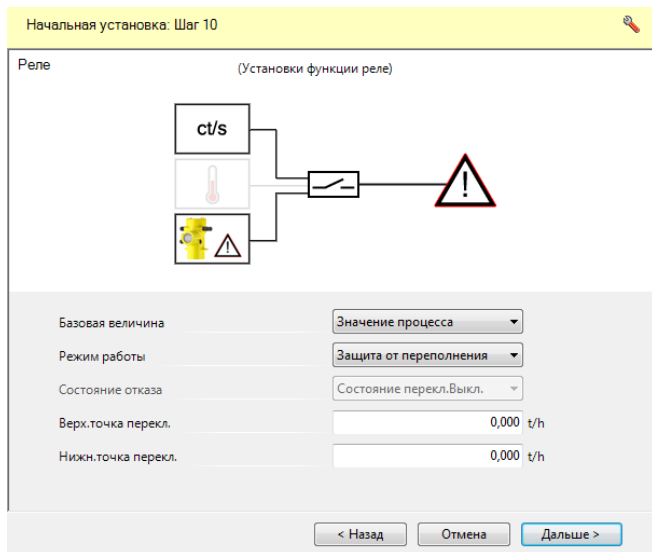 Начальная установка: Шаг 10
Реле
(Установки функции реле)
ct/s
Базовая величина Значение процесса
Режим работы Защита от переполнения
Состояние отказа Состояние перекл.Выкл.
Верх.точка перекл. 0,000 t/h
Нижн.точка перекл. 0,000 t/h
< Назад Отмена Дальше >